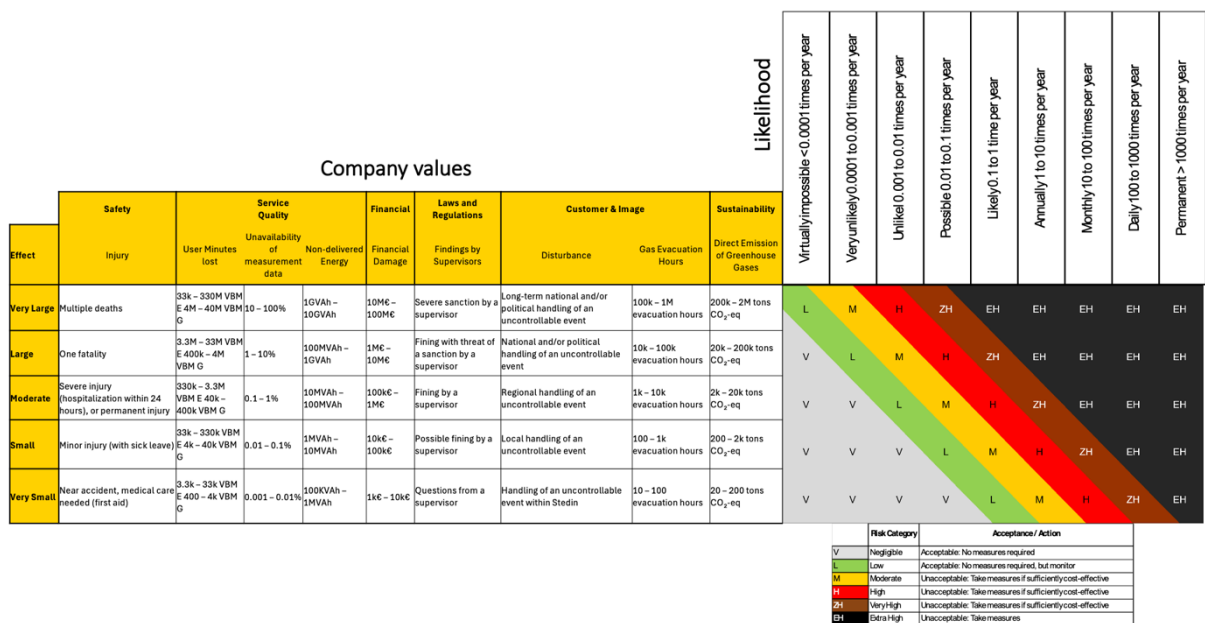 Likelihood
Virtually impossible < 0.0001 times per year
Very unlikely 0.0001 to 0.001 times per year
Unlikel 0.001 to 0.01 times per year
Possible 0.01 to 0.1 times per year
Likely 0.1 to 1 time per year
Annually 1 to 10 times per year
Monthly 10 to 100 times per year
Daily 100 to 1000 times per year
Permanent > 1000 times per year
Company values
Safety
Service
Quality
Financial
Laws and
Regulations
Customer & Image
Sustainability
Effect
Injury
User Minutes
lost
Unavailability
of
measurement
data
Non-delivered
Energy
Financial
Damage
Findings by
Supervisors
Disturbance
Gas Evacuation
Hours
Direct Emission
of Greenhouse
Gases
Very Large
Multiple deaths
33k – 330M VBM
E 4M – 40M VBM
G
10 – 100%
1GVAh –
10GVAh
10M€ –
100M€
Severe sanction by a
supervisor
Long-term national and/or
political handling of an
uncontrollable event
100k – 1M
evacuation hours
200k – 2M tons
CO₂-eq
L M H ZH EH EH EH EH EH
Large
One fatality
3.3M – 33M VBM
E 400k – 4M
VBM G
1 – 10%
100MVAh –
1GVAh
1M€ –
10M€
Fining with threat of
a sanction by a
supervisor
National and/or political
handling of an uncontrollable
event
10k – 100k
evacuation hours
20k – 200k tons
CO₂-eq
V L M H ZH EH EH EH EH
Moderate
Severe injury
(hospitalization within 24
hours), or permanent injury
330k – 3.3M
VBM E 40k –
400k VBM G
0.1 – 1%
10MVAh –
100MVAh
100k€ –
1M€
Fining by a
supervisor
Regional handling of an
uncontrollable event
1k – 10k
evacuation hours
2k – 20k tons
CO₂-eq
V V L M H ZH EH EH EH
Small
Minor injury (with sick leave)
33k – 330k VBM
E 4k – 40k VBM
G
0.01 – 0.1%
1MVAh –
10MVAh
10k€ –
100k€
Possible fining by a
supervisor
Local handling of an
uncontrollable event
100 – 1k
evacuation hours
200 – 2k tons
CO₂-eq
V V V L M H ZH EH EH
Very Small
Near accident, medical care
needed (first aid)
3.3k – 33k VBM
E 400 – 4k VBM
G
0.001 – 0.01%
100KVAh –
1MVAh
1k€ – 10k€
Questions from a
supervisor
Handling of an uncontrollable
event within Stedin
10 – 100
evacuation hours
20 – 200 tons
CO₂-eq
V V V V L M H ZH EH
Risk Category Acceptance / Action
V Negligible Acceptable: No measures required
L Low Acceptable: No measures required, but monitor
M Moderate Unacceptable: Take measures if sufficiently cost-effective
H High Unacceptable: Take measures if sufficiently cost-effective
ZH Very High Unacceptable: Take measures if sufficiently cost-effective
EH Extra High Unacceptable: Take measures